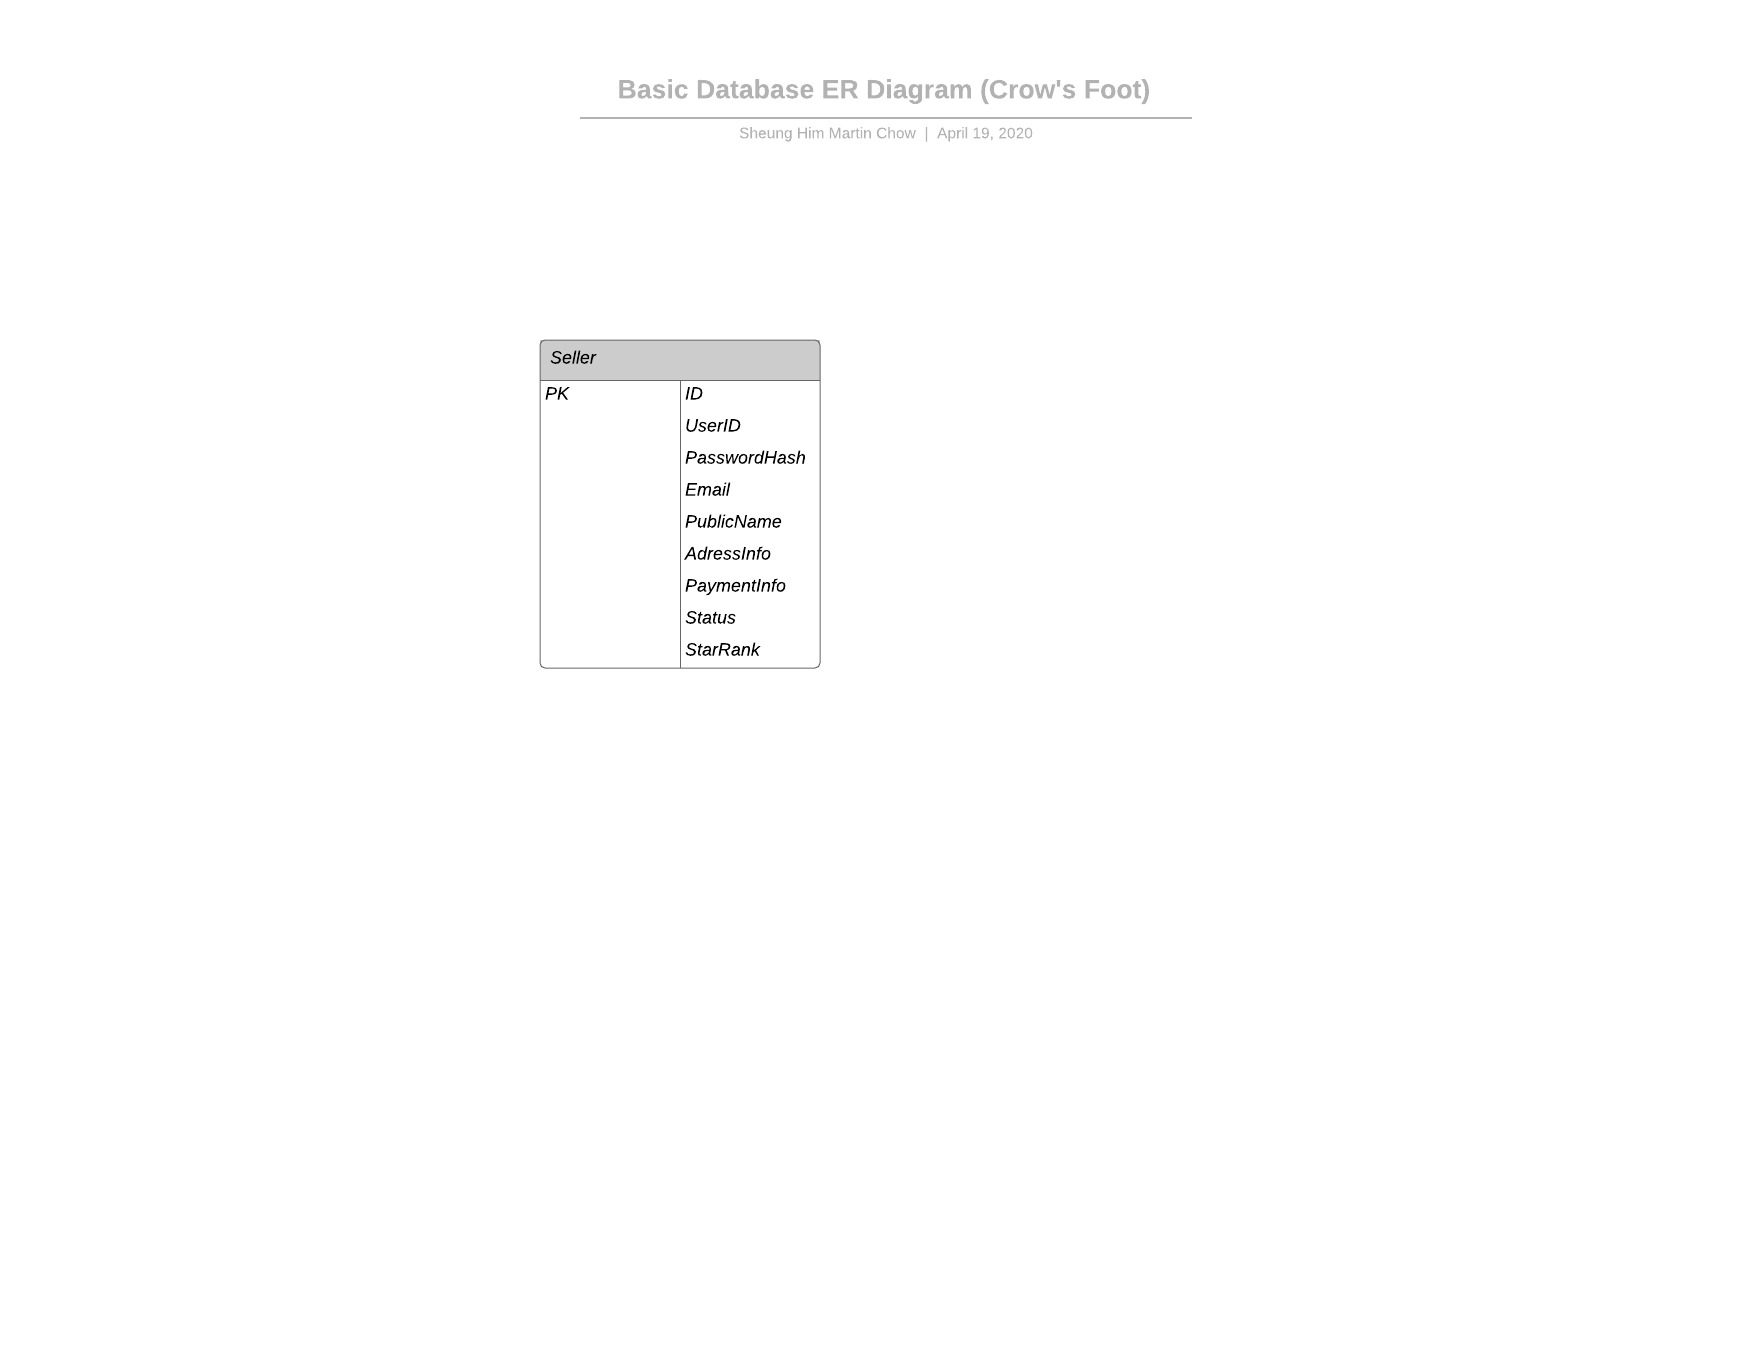 Basic Database ER Diagram (Crow's Foot)
Sheung Him Martin Chow | April 19, 2020
Seller
PK ID
UserID
PasswordHash
Email
PublicName
AdressInfo
PaymentInfo
Status
StarRank